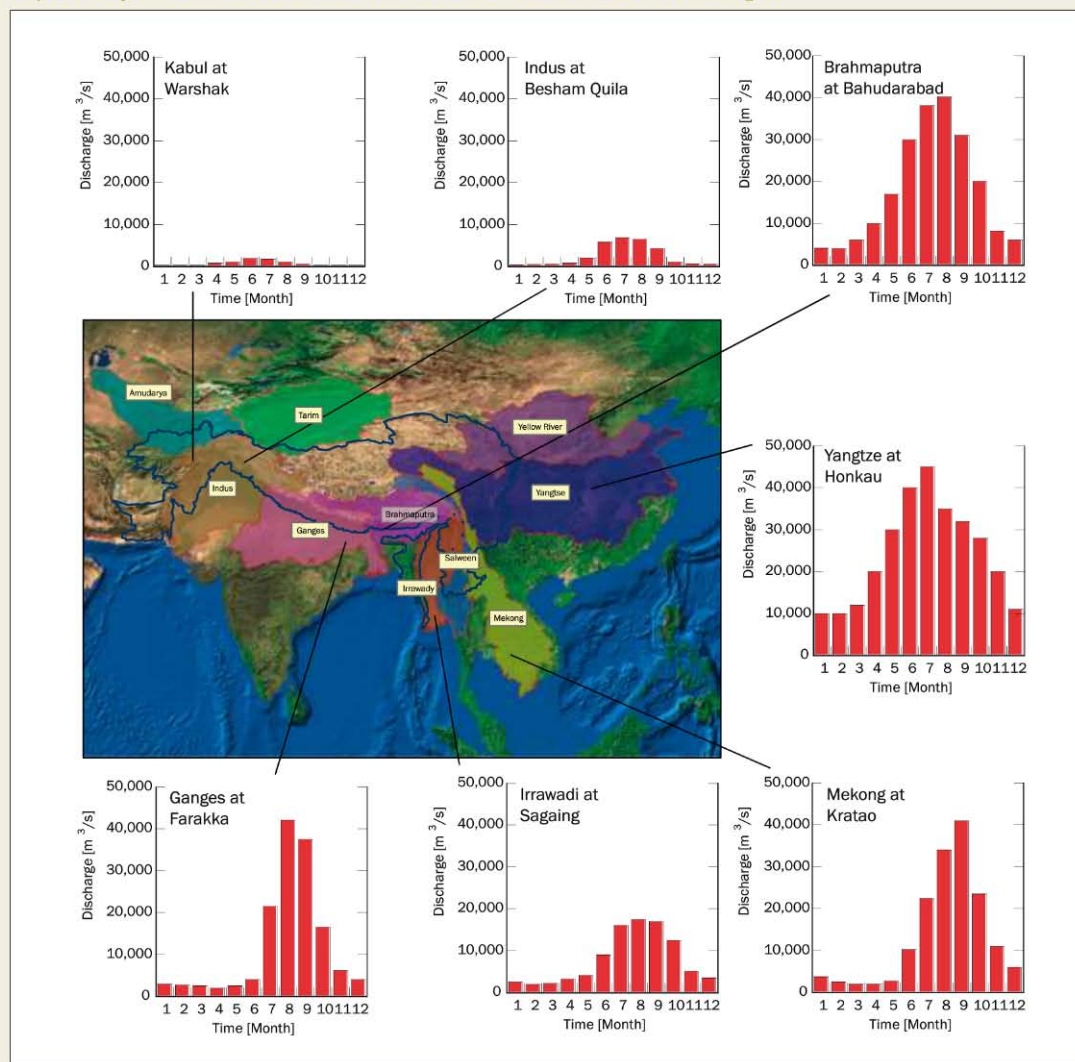 Kabul at
Warshak
Discharge [m³/s]
50,000
40,000
30,000
20,000
10,000
0
1 2 3 4 5 6 7 8 9 10 11 12
Time [Month]
Indus at
Besham Quila
Discharge [m³/s]
50,000
40,000
30,000
20,000
10,000
0
1 2 3 4 5 6 7 8 9 10 11 12
Time [Month]
Brahmaputra
at Bahudarabad
Discharge [m³/s]
50,000
40,000
30,000
20,000
10,000
0
1 2 3 4 5 6 7 8 9 10 11 12
Time [Month]
Amudarya
Tarim
Yellow River
Indus
Yangtse
Brahmaputra
Ganges
Salween
Irrawady
Mekong
Yangtze at
Honkau
Discharge [m³/s]
50,000
40,000
30,000
20,000
10,000
0
1 2 3 4 5 6 7 8 9 10 11 12
Time [Month]
Ganges at
Farakka
Discharge [m³/s]
50,000
40,000
30,000
20,000
10,000
0
1 2 3 4 5 6 7 8 9 10 11 12
Time [Month]
Irrawadi at
Sagaing
Discharge [m³/s]
50,000
40,000
30,000
20,000
10,000
0
1 2 3 4 5 6 7 8 9 10 11 12
Time [Month]
Mekong at
Kratao
Discharge [m³/s]
50,000
40,000
30,000
20,000
10,000
0
1 2 3 4 5 6 7 8 9 10 11 12
Time [Month]